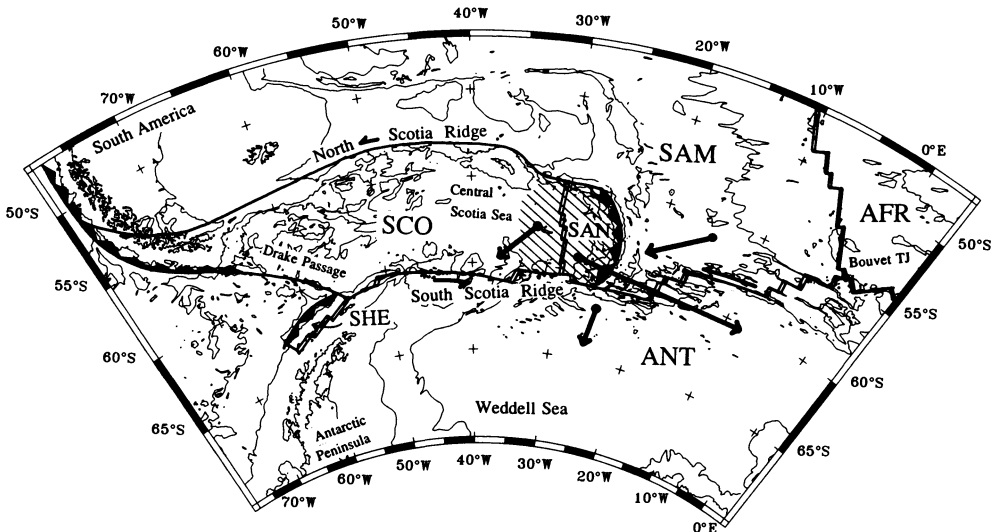 40°W
50°W
30°W
60°W
20°W
70°W
10°W
South America
North Scotia Ridge
0°E
SAM
Central
Scotia Sea
AFR
50°S
SCO
SAN
50°S
Drake Passage
Bouvet TJ
55°S
South Scotia Ridge
55°S
SHE
60°S
ANT
60°S
Weddell Sea
65°S
Antarctic
Peninsula
65°S
40°W
50°W
30°W
60°W
20°W
70°W
10°W
0°E